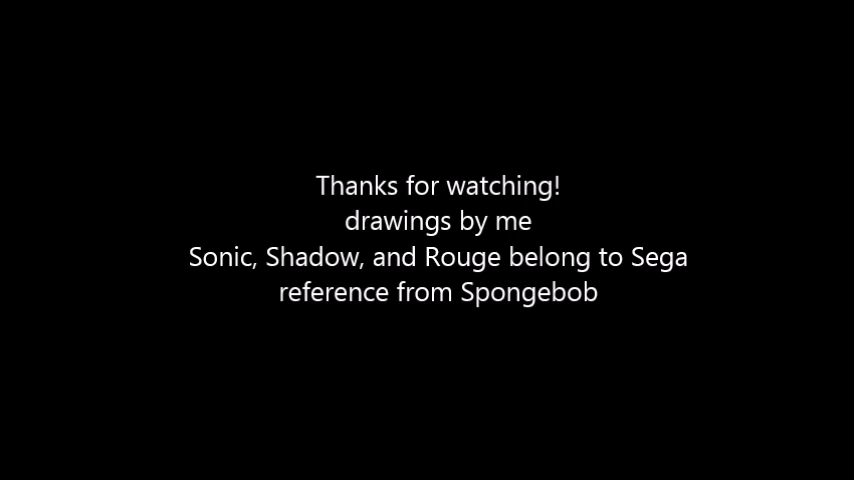 Thanks for watching!
drawings by me
Sonic, Shadow, and Rouge belong to Sega
reference from Spongebob